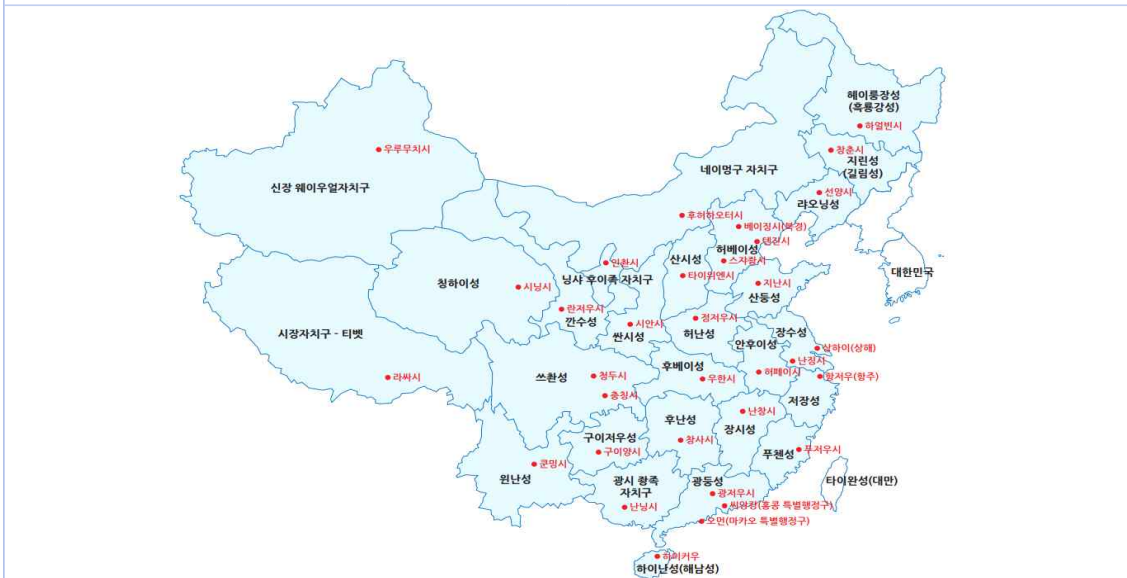 헤이룽장성
(흑룡강성)
하얼빈시
창춘시
지린성
(길림성)
우루무치시
신장 웨이우얼자치구
네이멍구 자치구
선양시
랴오닝성
후허하오터시
베이징시(북경)
텐진시
허베이성
스자좡시
산시성
타이위엔시
인촨시
닝샤 후이족 자치구
대한민국
칭하이성
시닝시
지난시
산둥성
란저우시
깐수성
시안시
싼시성
정저우시
허난성
시장자치구 - 티벳
장수성
안후이성
상하이(상해)
난징시
후베이성
우한시
허페이시
항저우(항주)
라싸시
쓰촨성
청두시
충칭시
저장성
후난성
창사시
난창시
장시성
구이저우성
구이양시
푸첸성
푸저우시
쿤밍시
윈난성
광시 좡족
자치구
난닝시
광둥성
광저우시
씨앙강(홍콩 특별행정구)
오먼(마카오 특별행정구)
타이완성(대만)
하이커우
하이난성(해남성)